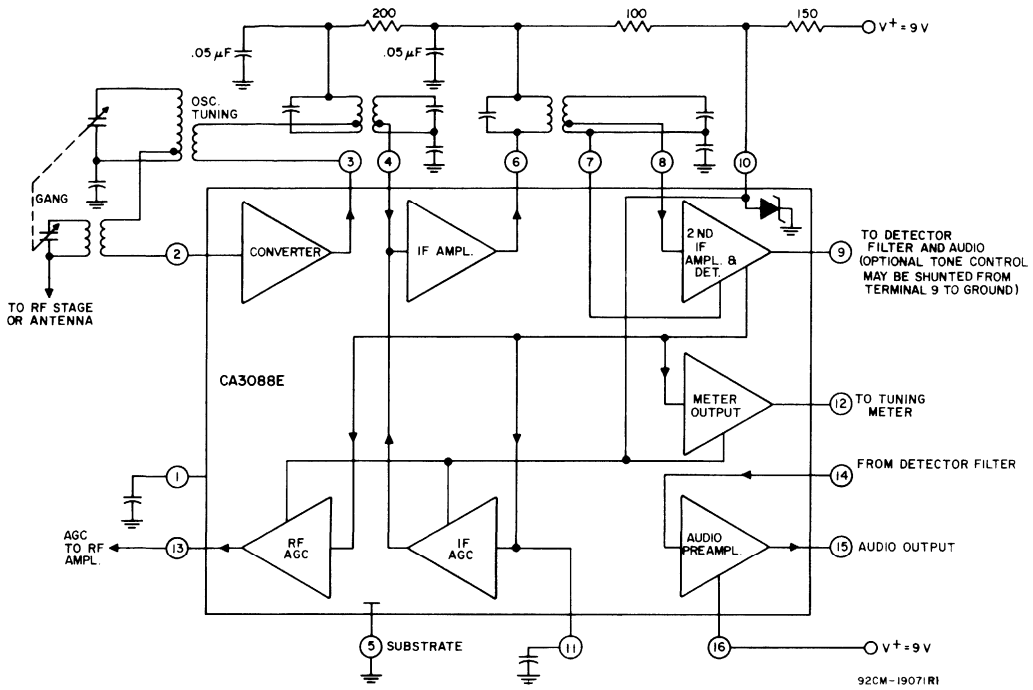 200
100
150
V+ = 9 V
.05 µF
.05 µF
OSC.
TUNING
GANG
3
4
6
7
8
10
2
CONVERTER
IF AMPL.
2 ND
IF
AMPL. &
DET.
9
TO DETECTOR
FILTER AND AUDIO
(OPTIONAL TONE CONTROL
MAY BE SHUNTED FROM
TERMINAL 9 TO GROUND)
TO RF STAGE
OR ANTENNA
CA3088E
METER
OUTPUT
12
TO TUNING
METER
1
14
FROM DETECTOR FILTER
AGC
TO RF
AMPL.
13
RF
AGC
IF
AGC
AUDIO
PREAMPL.
15
AUDIO OUTPUT
5
SUBSTRATE
11
16
V+ = 9 V
92CM-19071R1